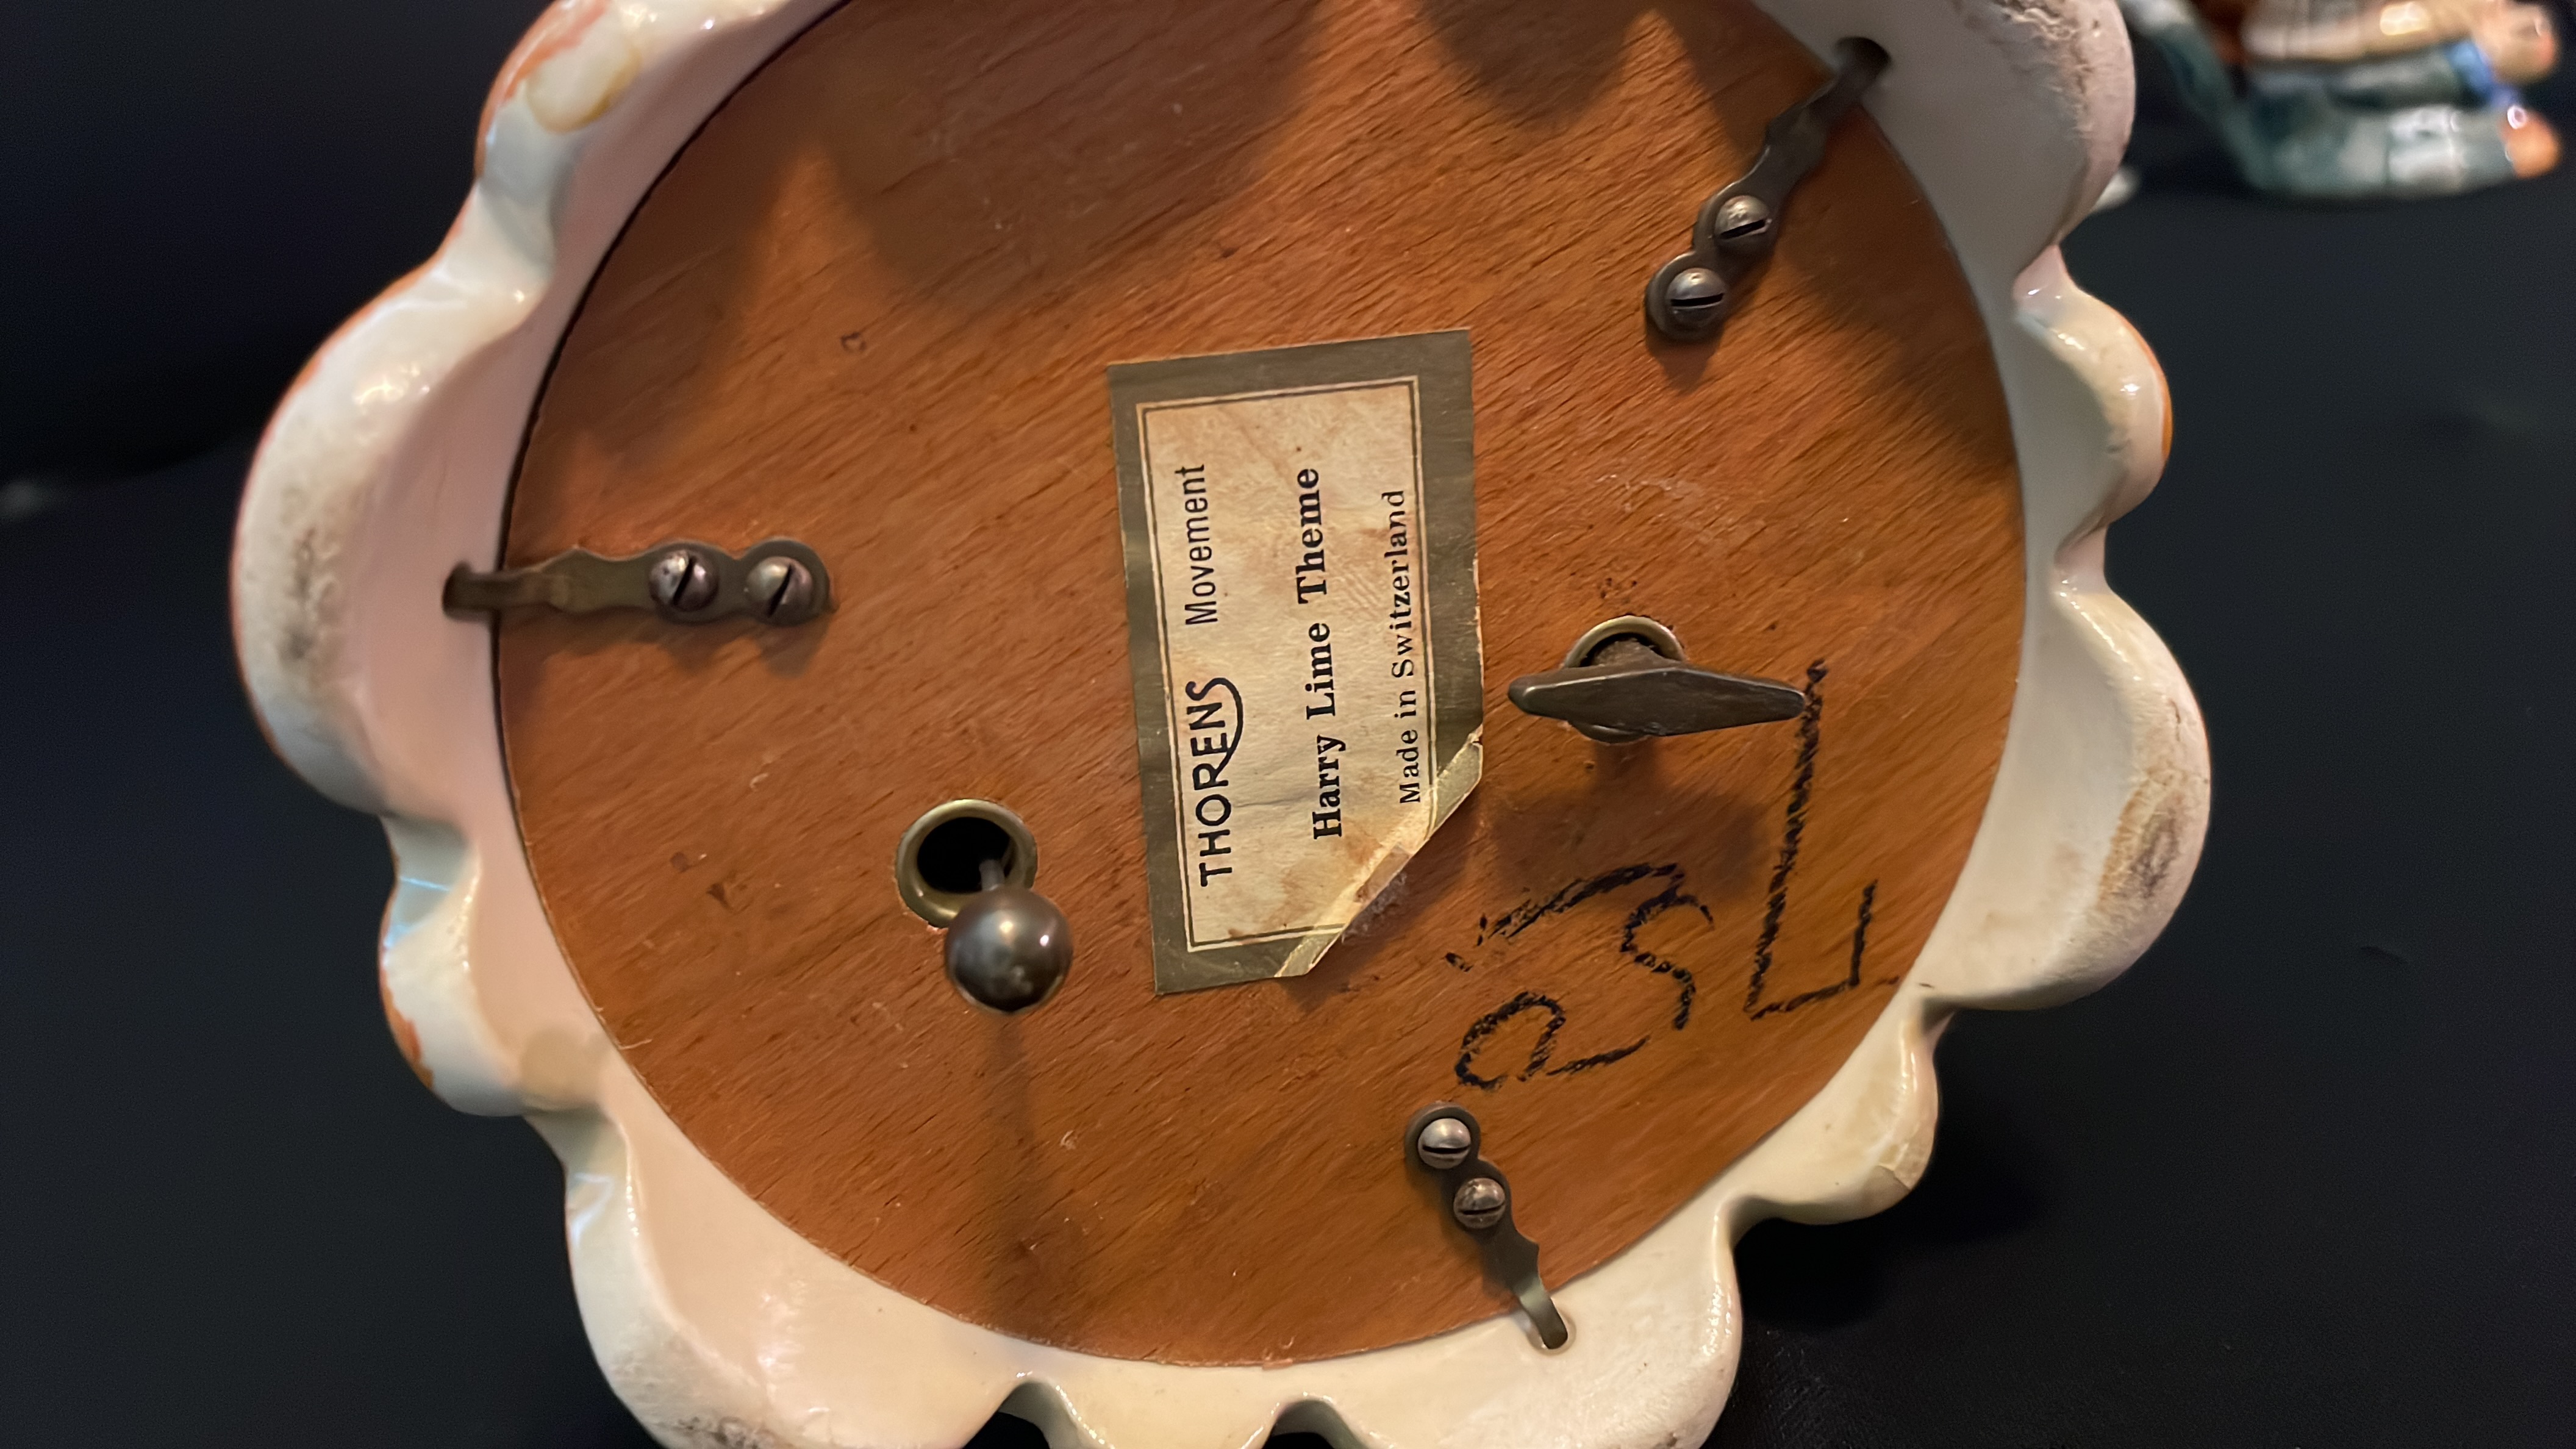 THORENS Movement
Harry Lime Theme
Made in Switzerland